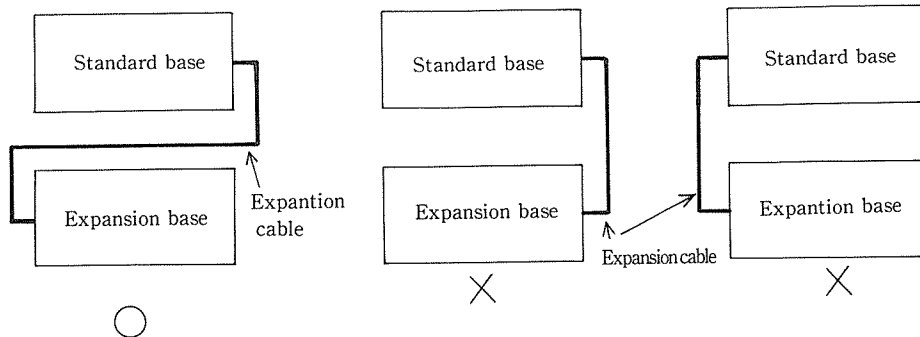 Standard base
Standard base
Standard base
Expansion base
Expantion
cable
Expansion base
Expansion cable
Expantion base